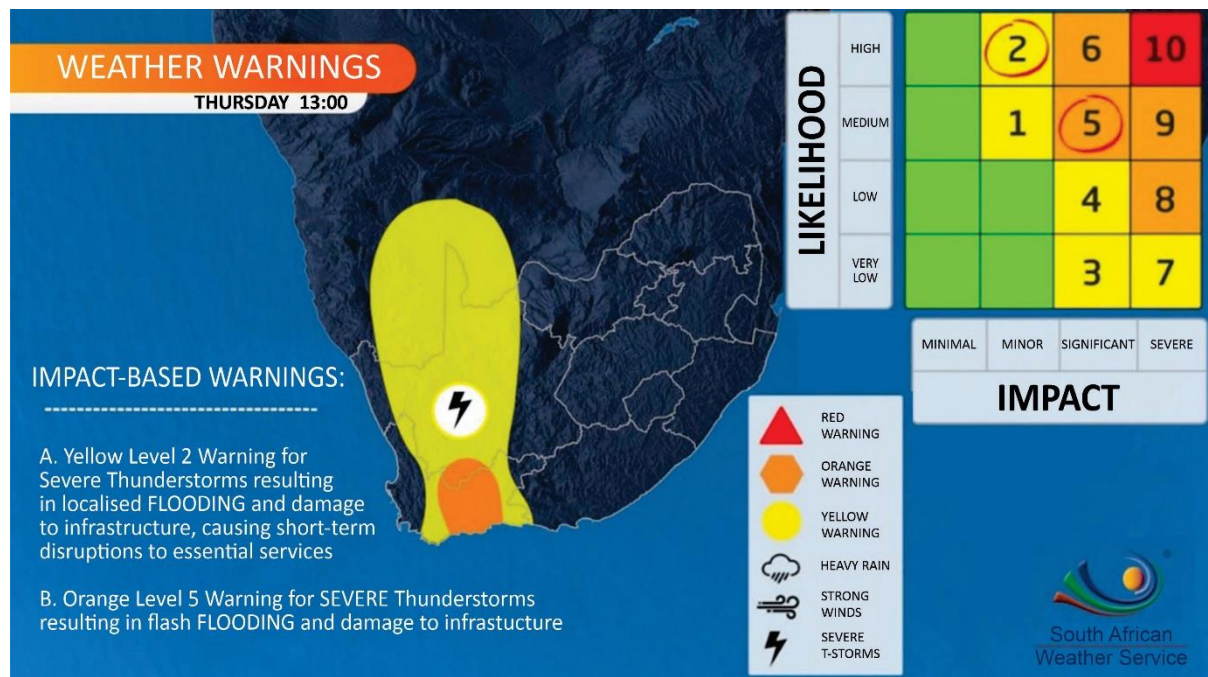 WEATHER WARNINGS
THURSDAY 13:00
IMPACT-BASED WARNINGS:
A. Yellow Level 2 Warning for
Severe Thunderstorms resulting
in localised FLOODING and damage
to infrastructure, causing short-term
disruptions to essential services
B. Orange Level 5 Warning for SEVERE Thunderstorms
resulting in flash FLOODING and damage to infrastucture
LIKELIHOOD
HIGH
2 6 10
MEDIUM
1 5 9
LOW
4 8
VERY
LOW
3 7
MINIMAL MINOR SIGNIFICANT SEVERE
IMPACT
RED
WARNING
ORANGE
WARNING
YELLOW
WARNING
HEAVY RAIN
STRONG
WINDS
SEVERE
T-STORMS
South African
Weather Service